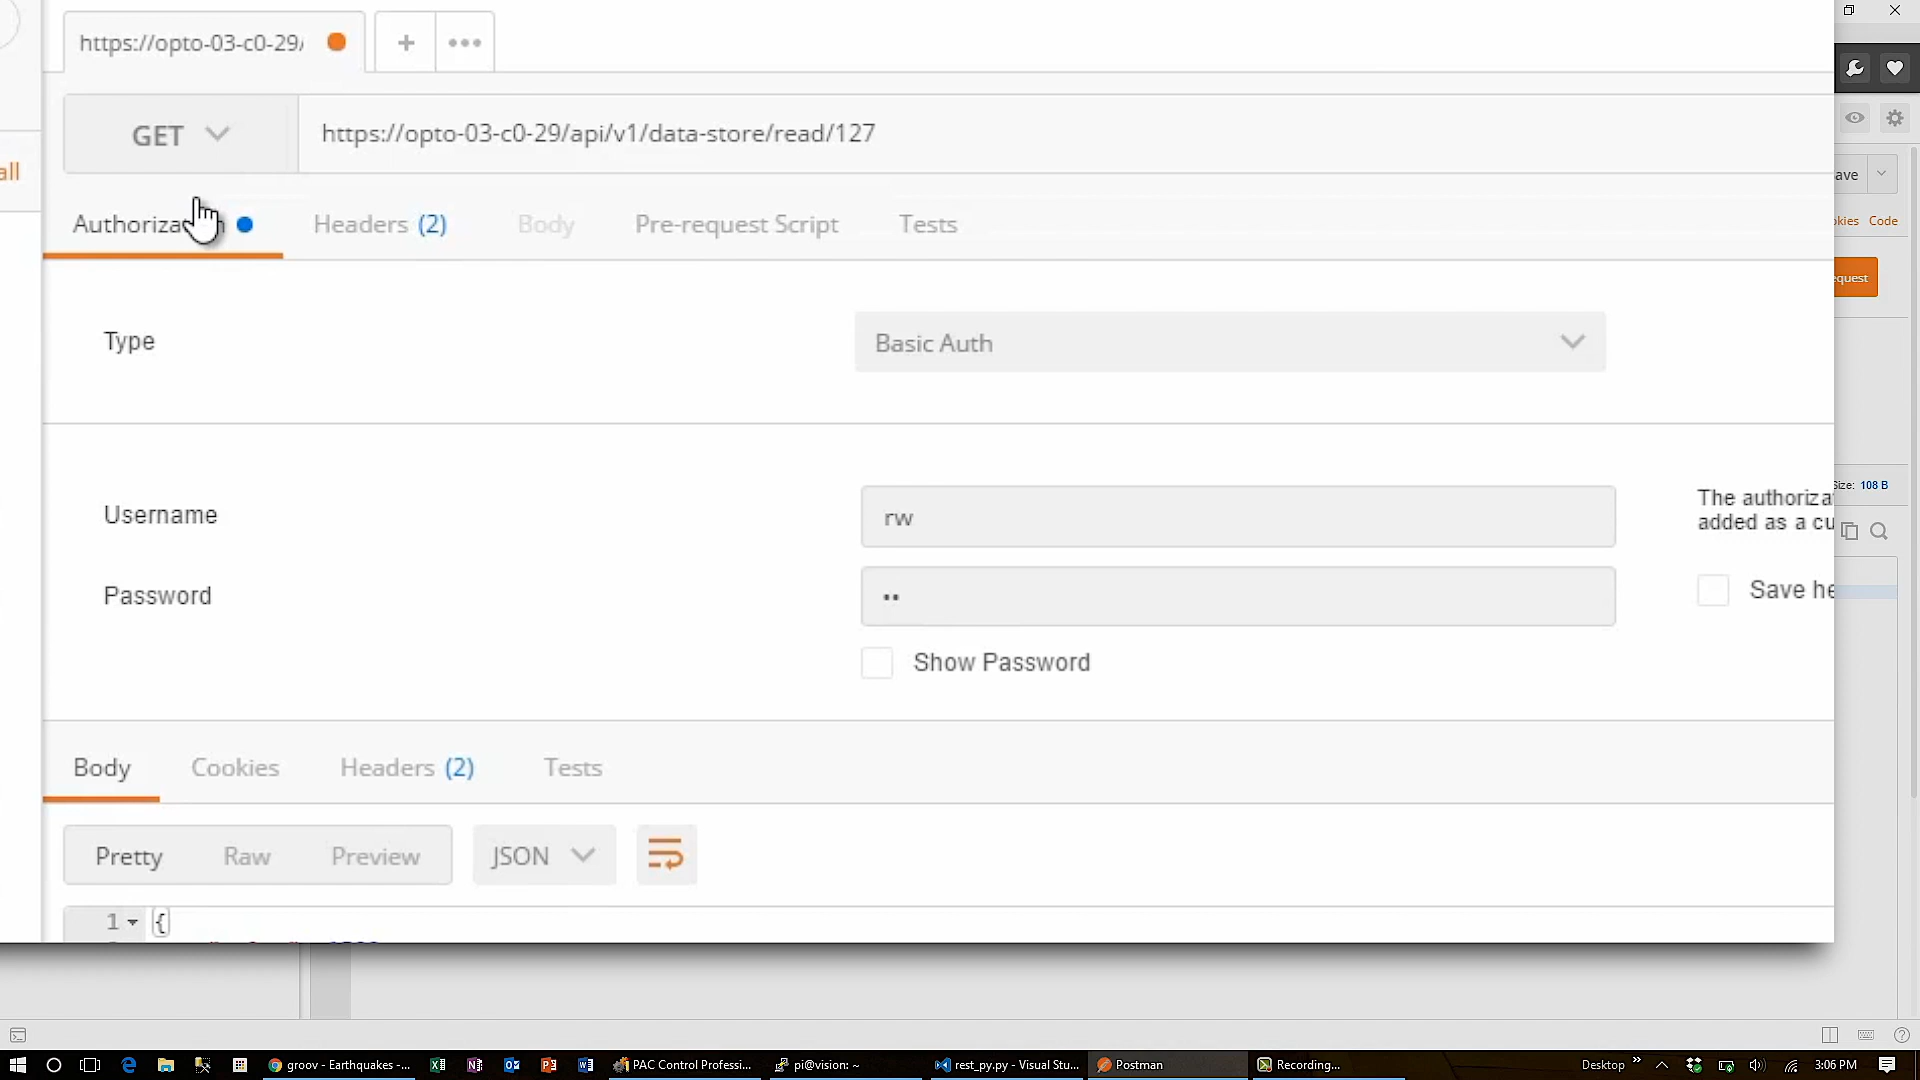 https://opto-03-c0-29/
all
GET
https://opto-03-c0-29/api/v1/data-store/read/127
ave
Authoriza
Headers (2)
Body
Pre-request Script
Tests
kies Code
Type
Basic Auth
quest
Username
rw
The authoriza
added as a cu
Size: 108 B
Password
••
Save he
Show Password
Body
Cookies
Headers (2)
Tests
Pretty
Raw
Preview
JSON
1
{
groov - Earthquakes -...
PAC Control Professi...
pi@vision: ~
rest_py.py - Visual Stu...
Postman
Recording...
Desktop
3:06 PM